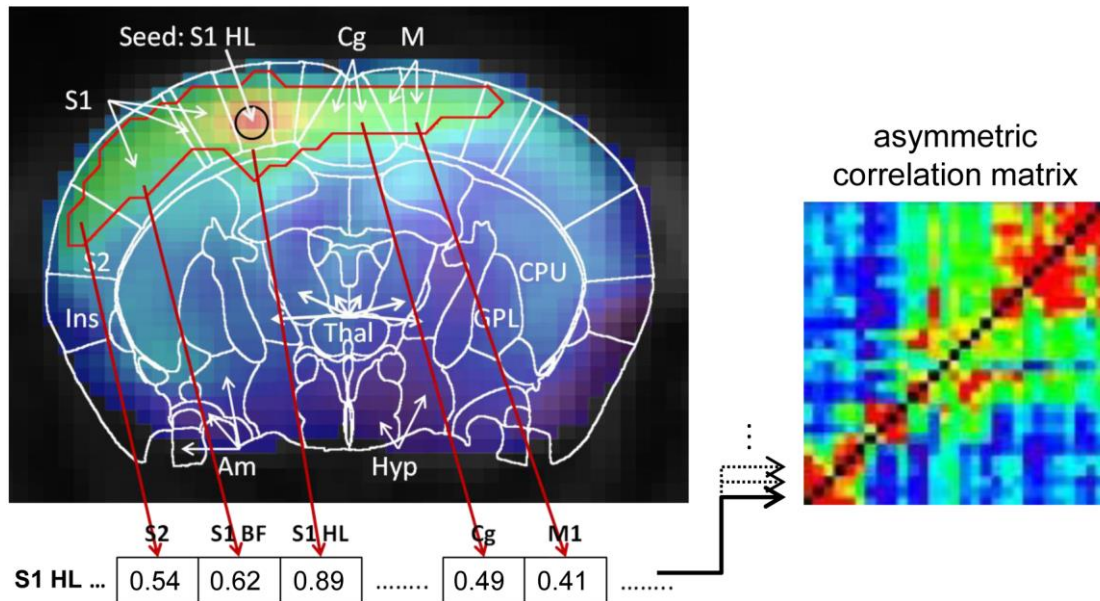 Seed: S1 HL
Cg
M
S1
S2
Ins
Thal
CPU
GPL
Am
Hyp
asymmetric
correlation matrix
S2 S1 BF S1 HL Cg M1
S1 HL ... 0.54 0.62 0.89 ........ 0.49 0.41 ........